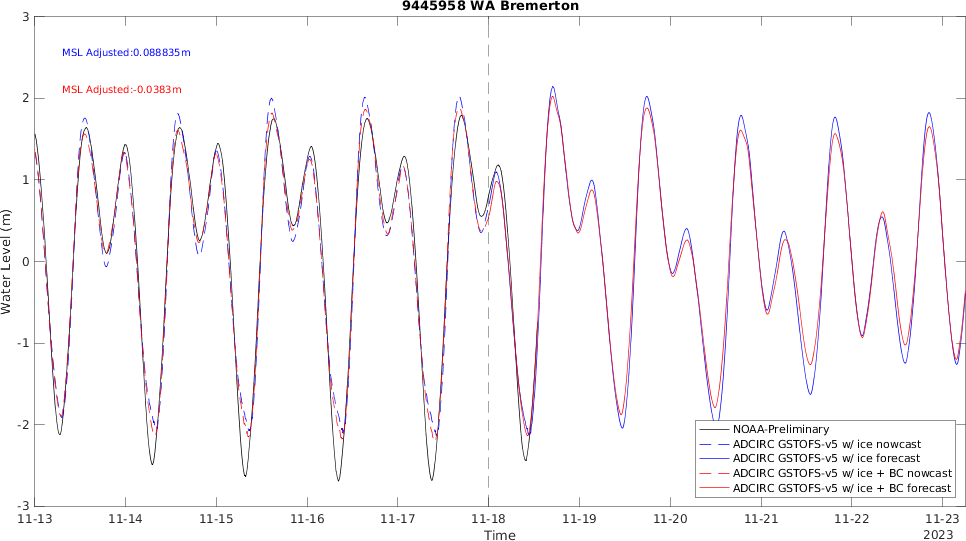 9445958 WA Bremerton
MSL Adjusted:0.088835m
MSL Adjusted:-0.0383m
Water Level (m)
3
2
1
0
-1
-2
-3
NOAA-Preliminary
ADCIRC GSTOFS-v5 w/ ice nowcast
ADCIRC GSTOFS-v5 w/ ice forecast
ADCIRC GSTOFS-v5 w/ ice + BC nowcast
ADCIRC GSTOFS-v5 w/ ice + BC forecast
11-13 11-14 11-15 11-16 11-17 11-18 11-19 11-20 11-21 11-22 11-23
Time
2023